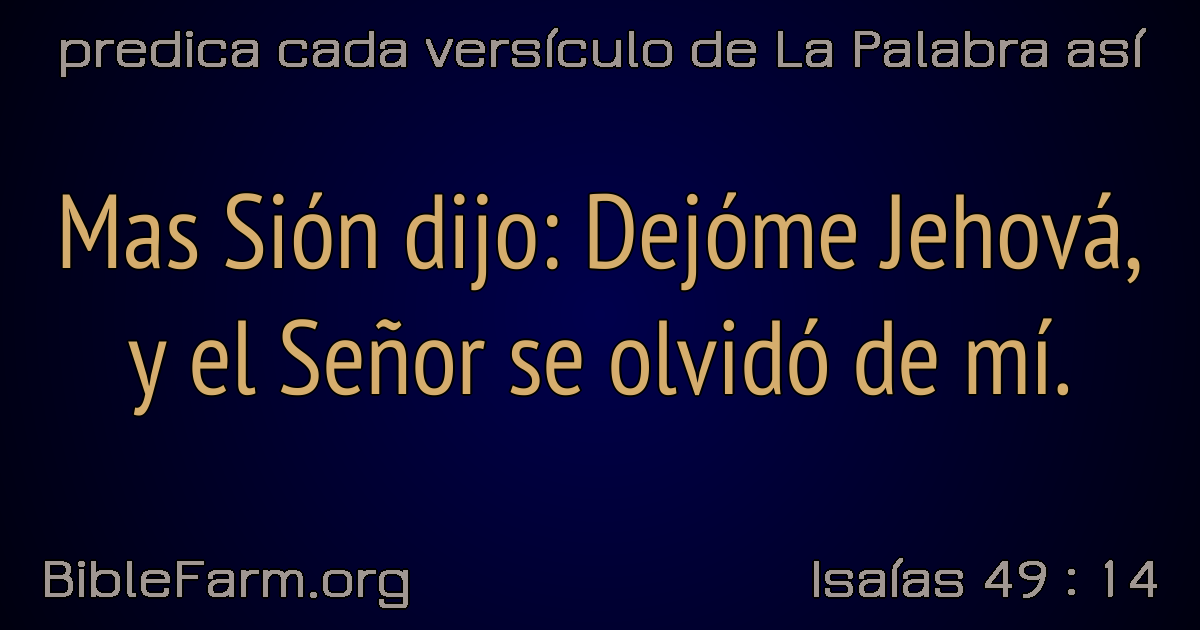 predica cada versículo de La Palabra así
Mas Sión dijo: Dejóme Jehová,
y el Señor se olvidó de mí.
BibleFarm.org
Isaías 49 : 14